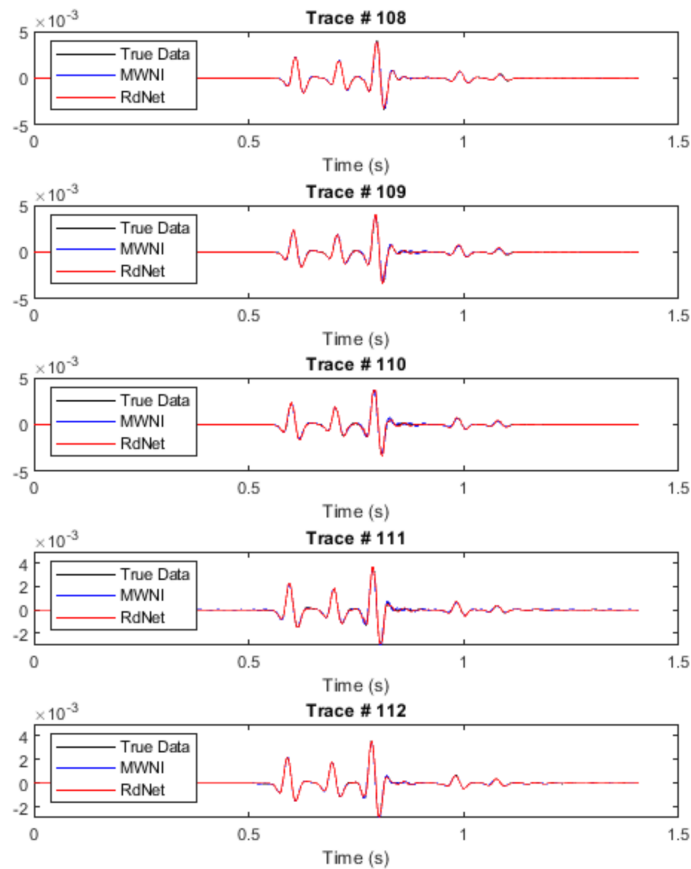 ×10⁻³
Trace # 108
5
True Data
MWNI
RdNet
0
-5
0 0.5 1 1.5
Time (s)
×10⁻³
Trace # 109
5
True Data
MWNI
RdNet
0
-5
0 0.5 1 1.5
Time (s)
×10⁻³
Trace # 110
5
True Data
MWNI
RdNet
0
-5
0 0.5 1 1.5
Time (s)
×10⁻³
Trace # 111
4
True Data
2
MWNI
0
RdNet
-2
0 0.5 1 1.5
Time (s)
×10⁻³
Trace # 112
4
True Data
2
MWNI
0
RdNet
-2
0 0.5 1 1.5
Time (s)